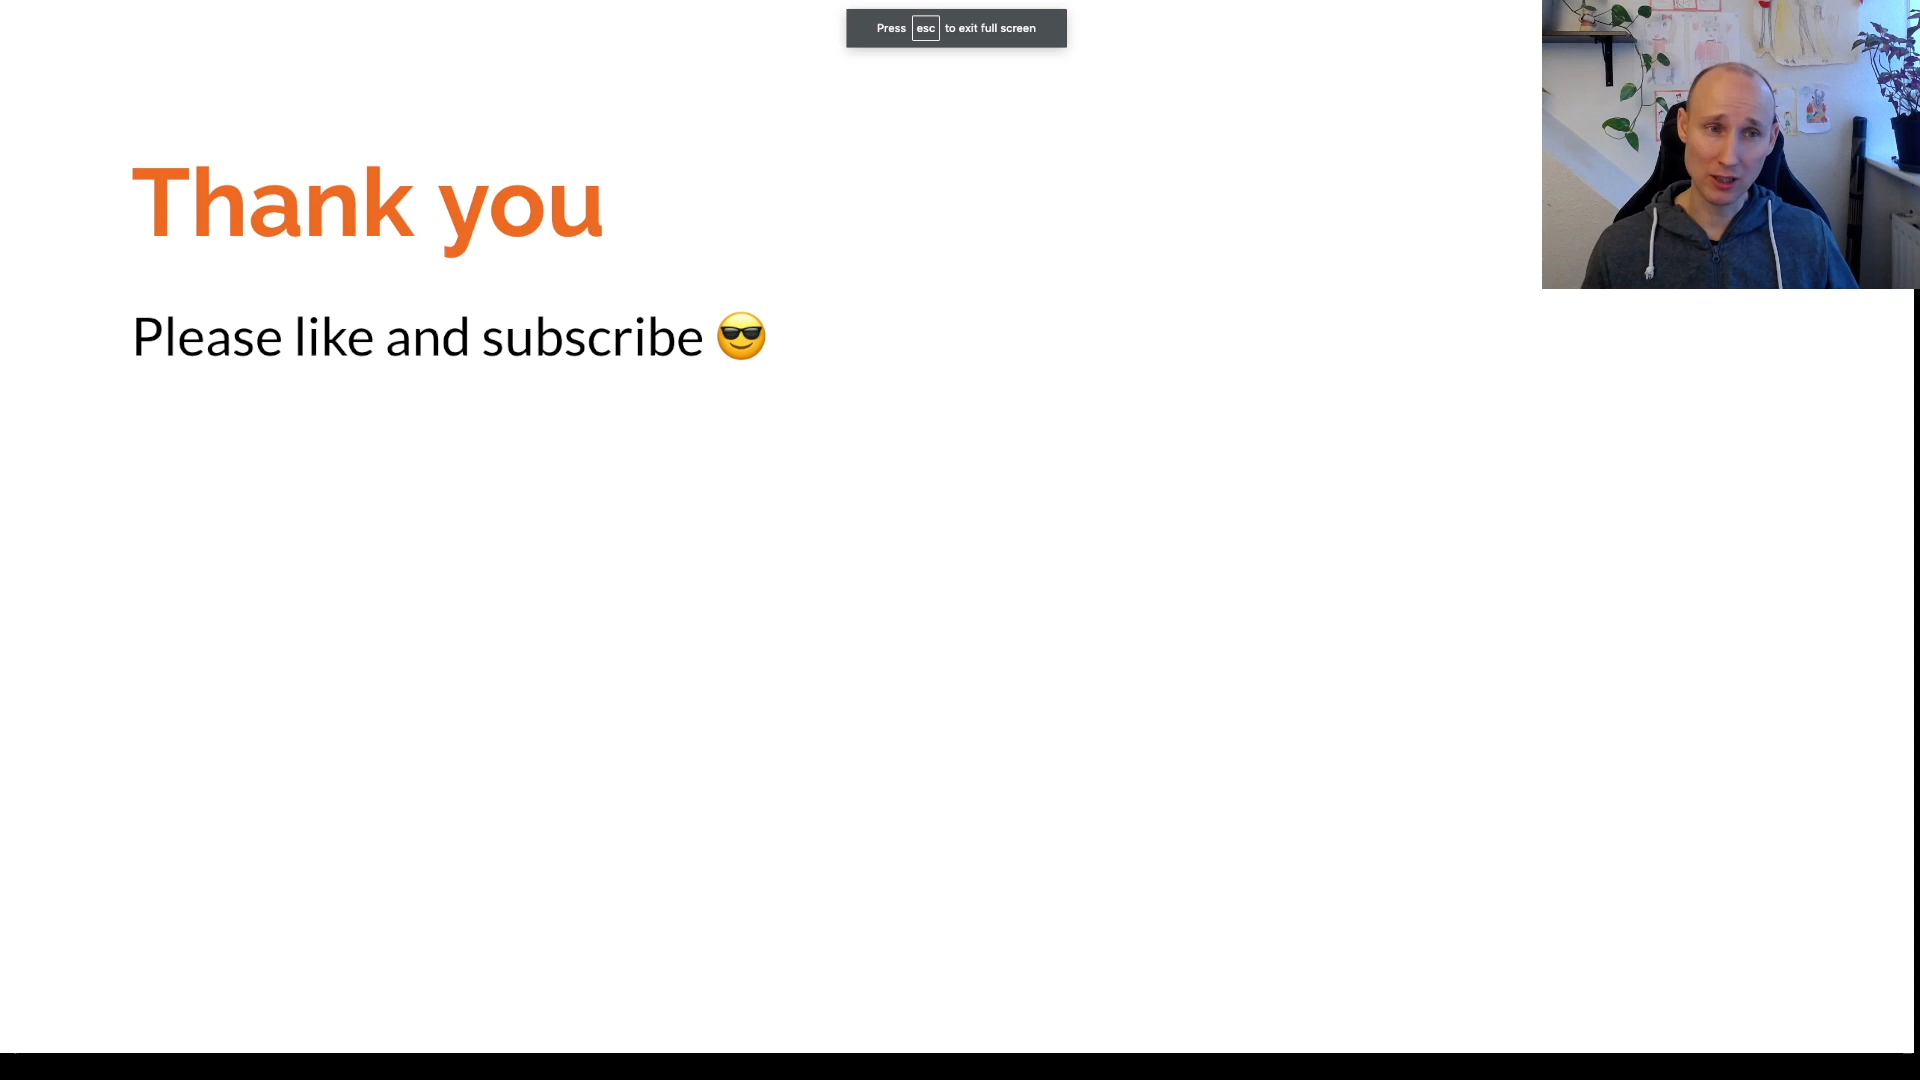 Press esc to exit full screen
Thank you
Please like and subscribe 😎